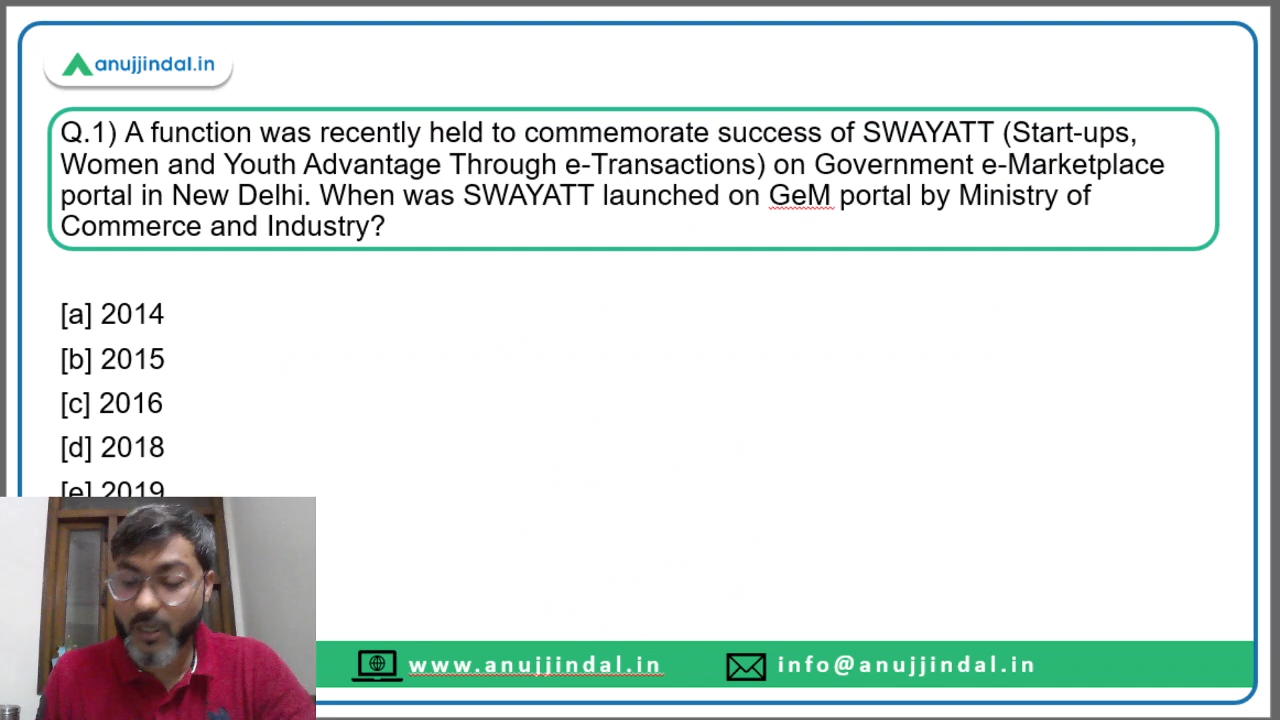 anujjindal.in
Q.1) A function was recently held to commemorate success of SWAYATT (Start-ups,
Women and Youth Advantage Through e-Transactions) on Government e-Marketplace
portal in New Delhi. When was SWAYATT launched on GeM portal by Ministry of
Commerce and Industry?
[a] 2014
[b] 2015
[c] 2016
[d] 2018
[e] 2019
www.anujjindal.in
info@anujjindal.in